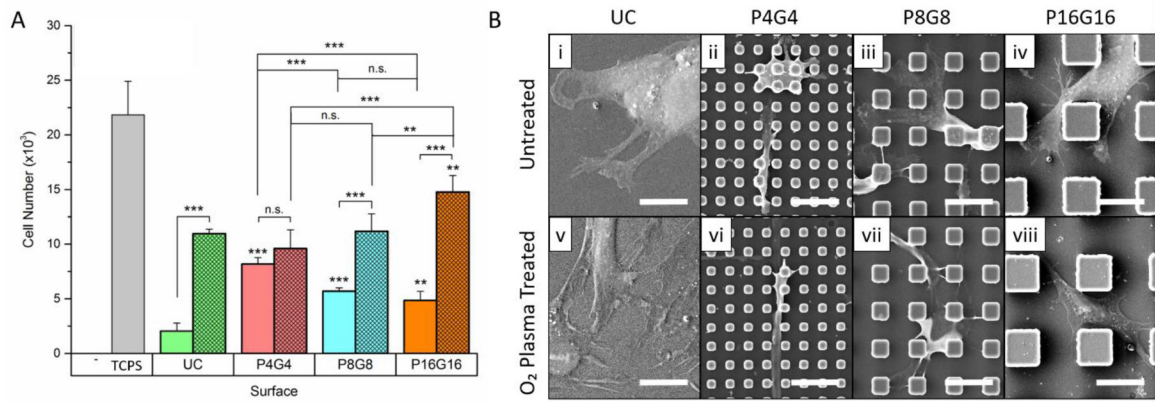 A
Cell Number (x10³)
30
25
20
15
10
5
0
***
***
n.s.
***
n.s.
**
***
**
***
n.s.
***
***
***
**
-
TCPS
UC
P4G4
P8G8
P16G16
Surface
B
UC
P4G4
P8G8
P16G16
Untreated
i
ii
iii
iv
O₂ Plasma Treated
v
vi
vii
viii